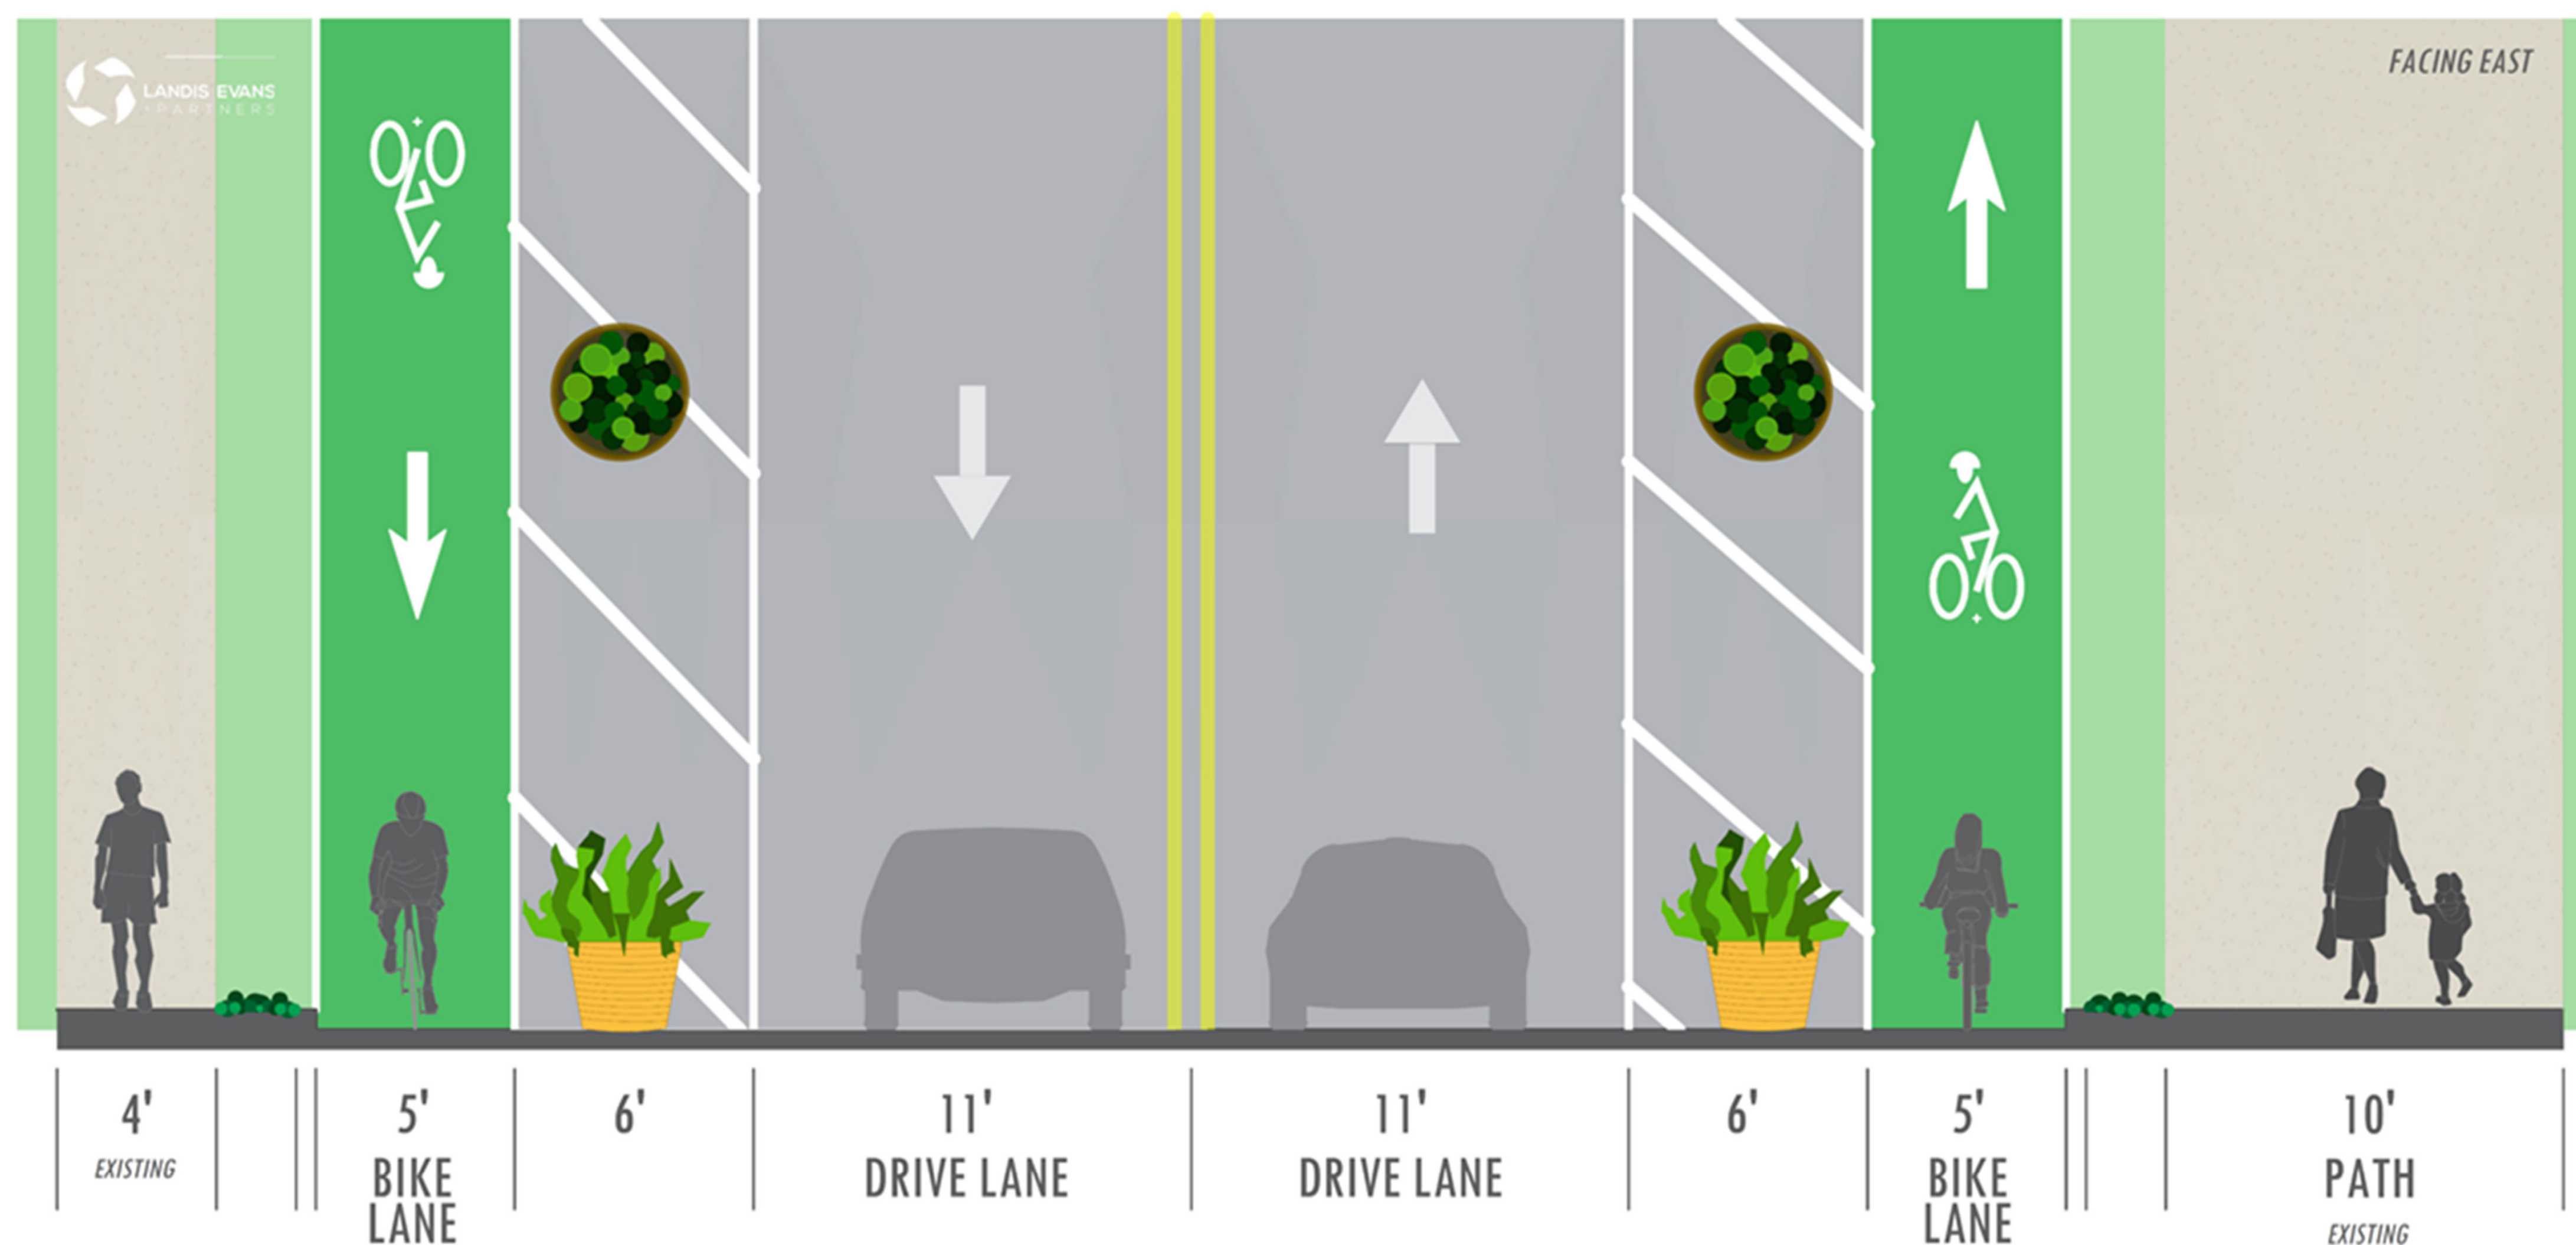 LANDIS EVANS
+PARTNERS
FACING EAST
4'
EXISTING
5'
BIKE
LANE
6'
11'
DRIVE LANE
11'
DRIVE LANE
6'
5'
BIKE
LANE
10'
PATH
EXISTING